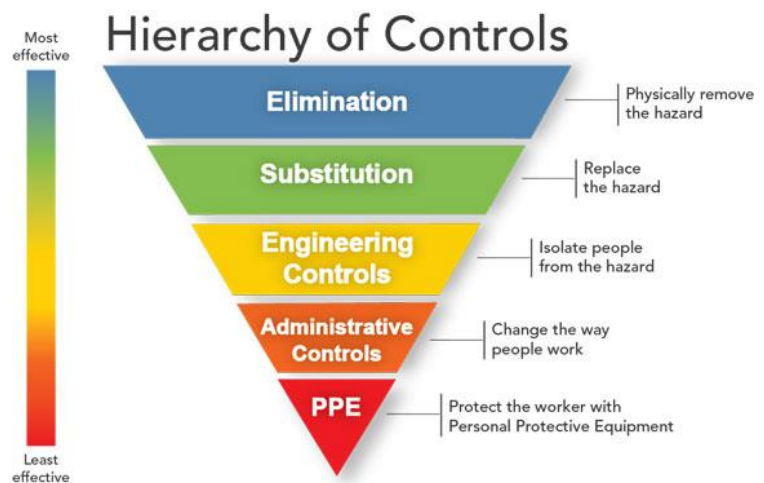 Hierarchy of Controls
Most
effective
Elimination
Physically remove
the hazard
Substitution
Replace
the hazard
Engineering
Controls
Isolate people
from the hazard
Administrative
Controls
Change the way
people work
PPE
Protect the worker with
Personal Protective Equipment
Least
effective